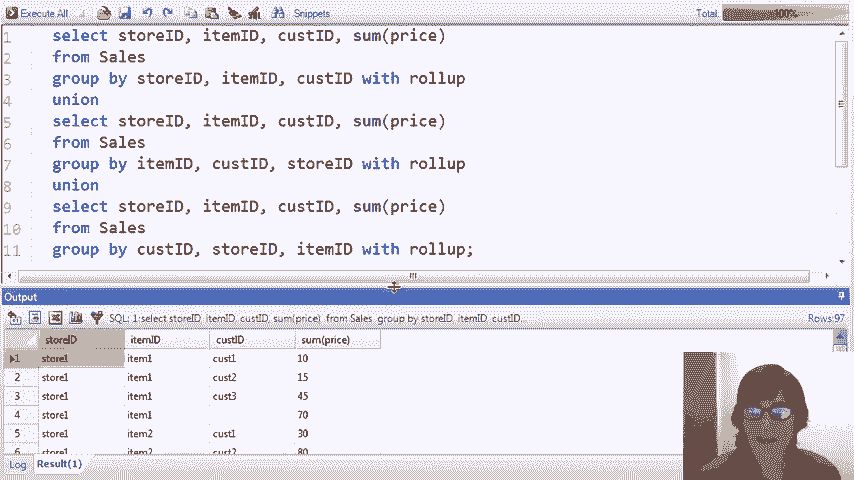 Execute All Snippets Total: 100%
1 select storeID, itemID, custID, sum(price)
2 from Sales
3 group by storeID, itemID, custID with rollup
4 union
5 select storeID, itemID, custID, sum(price)
6 from Sales
7 group by itemID, custID, storeID with rollup
8 union
9 select storeID, itemID, custID, sum(price)
10 from Sales
11 group by custID, storeID, itemID with rollup;
Output
SQL: 1:select storeID, itemID, custID, sum(price) from Sales group by storeID, itemID, custID... Rows:97
storeID itemID custID sum(price)
1 store1 item1 cust1 10
2 store1 item1 cust2 15
3 store1 item1 cust3 45
4 store1 item1 70
5 store1 item2 cust1 30
6 store1 item2 cust2 80
Log Result(1)